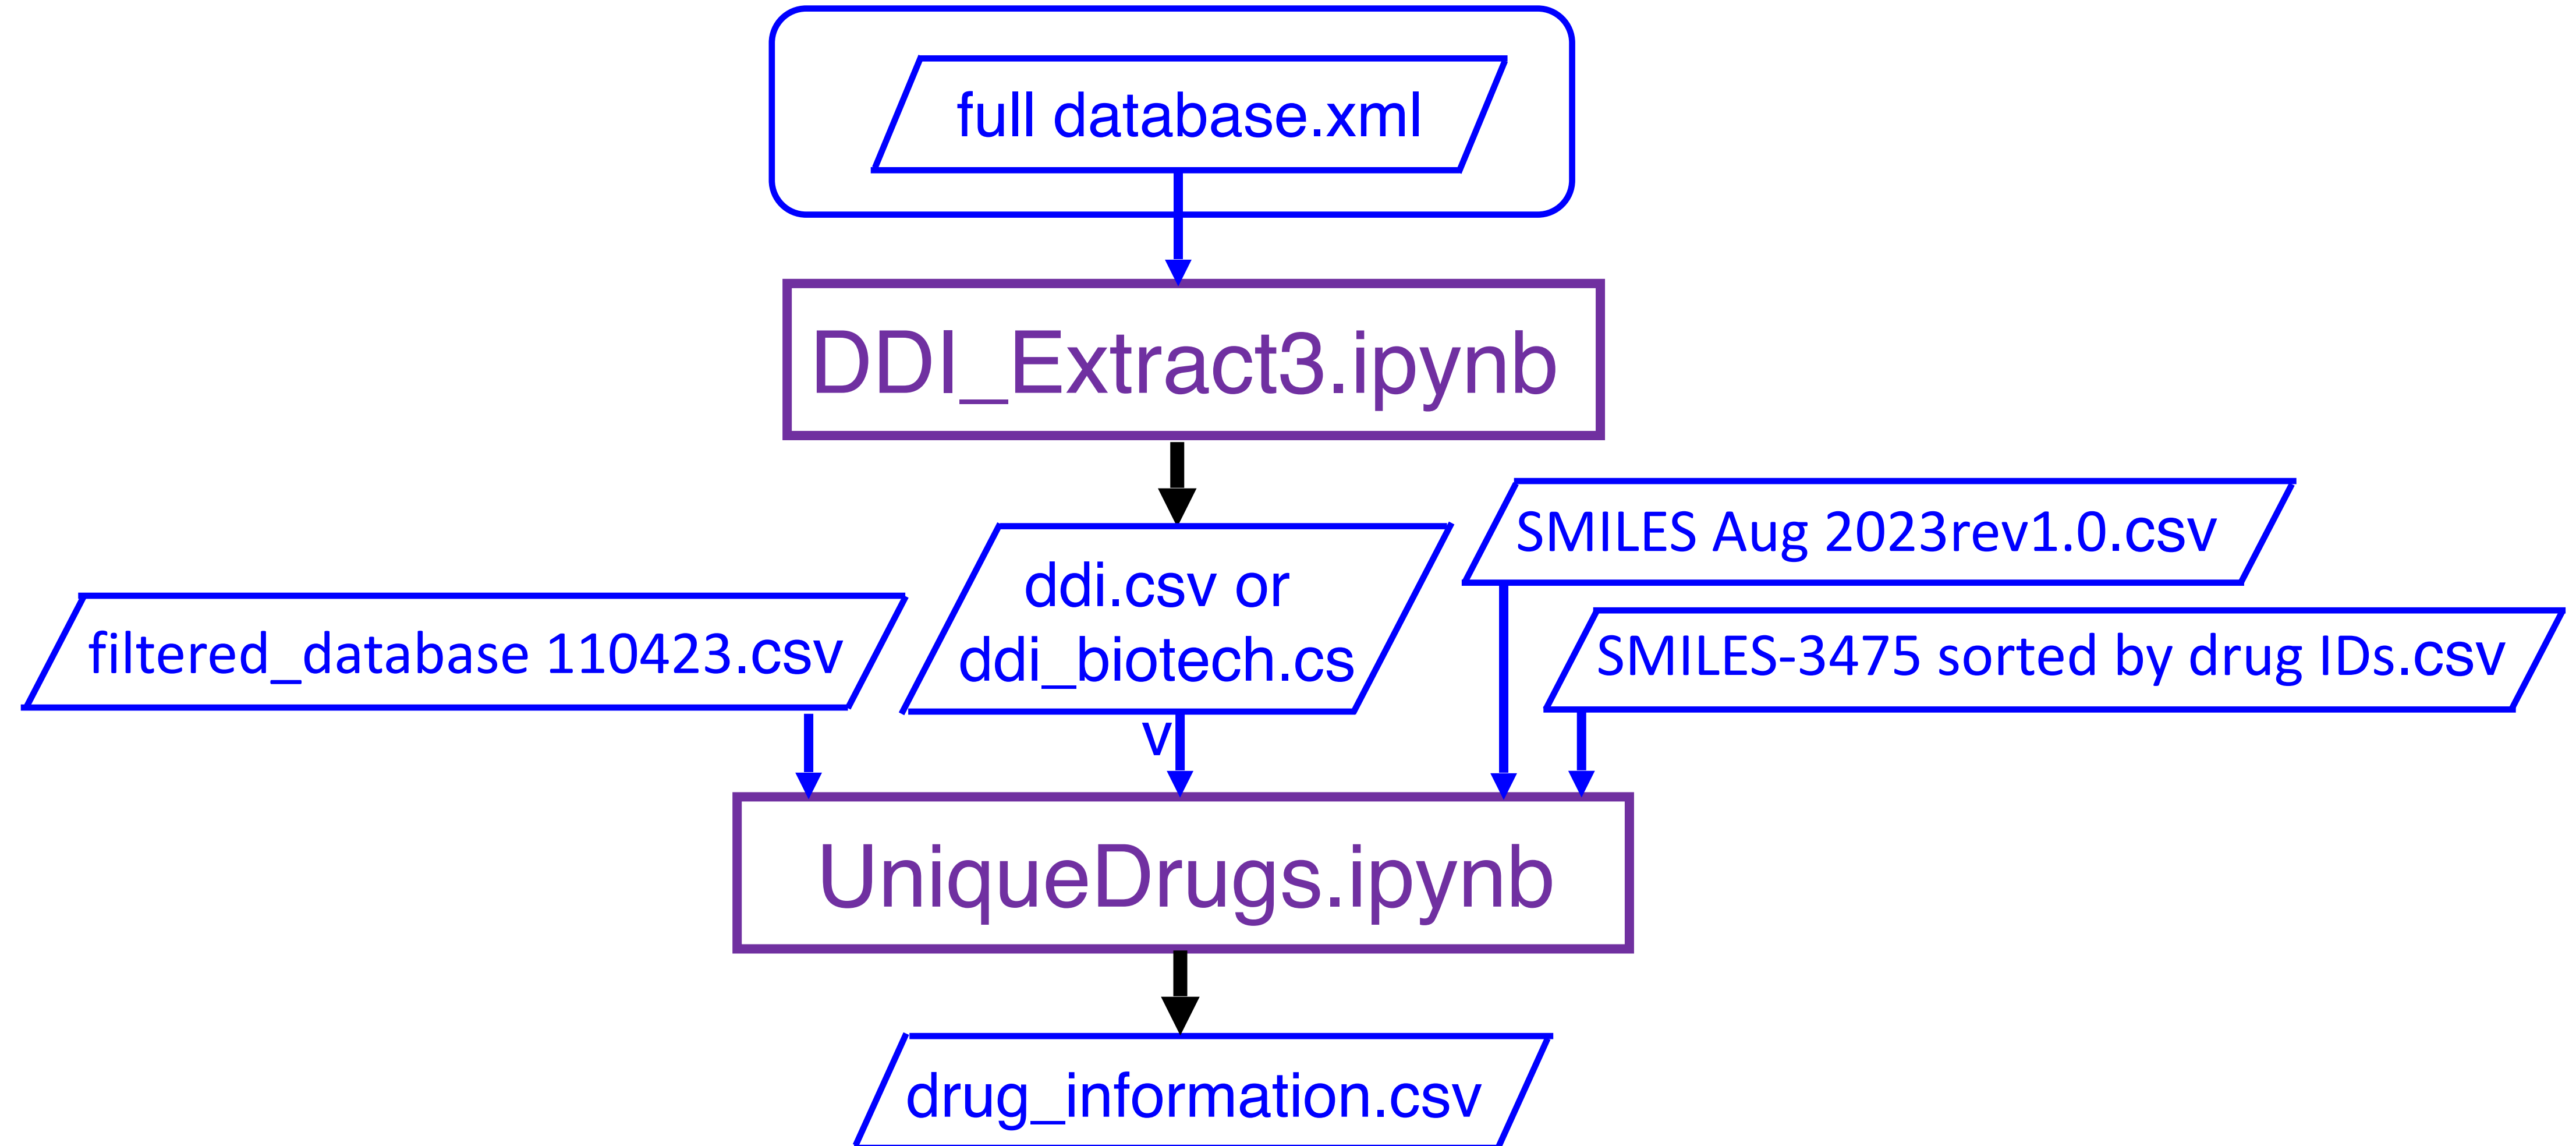 full database.xml
DDI_Extract3.ipynb
SMILES Aug 2023rev1.0.csv
ddi.csv or
ddi_biotech.cs
v
filtered_database 110423.csv
SMILES-3475 sorted by drug IDs.csv
UniqueDrugs.ipynb
drug_information.csv